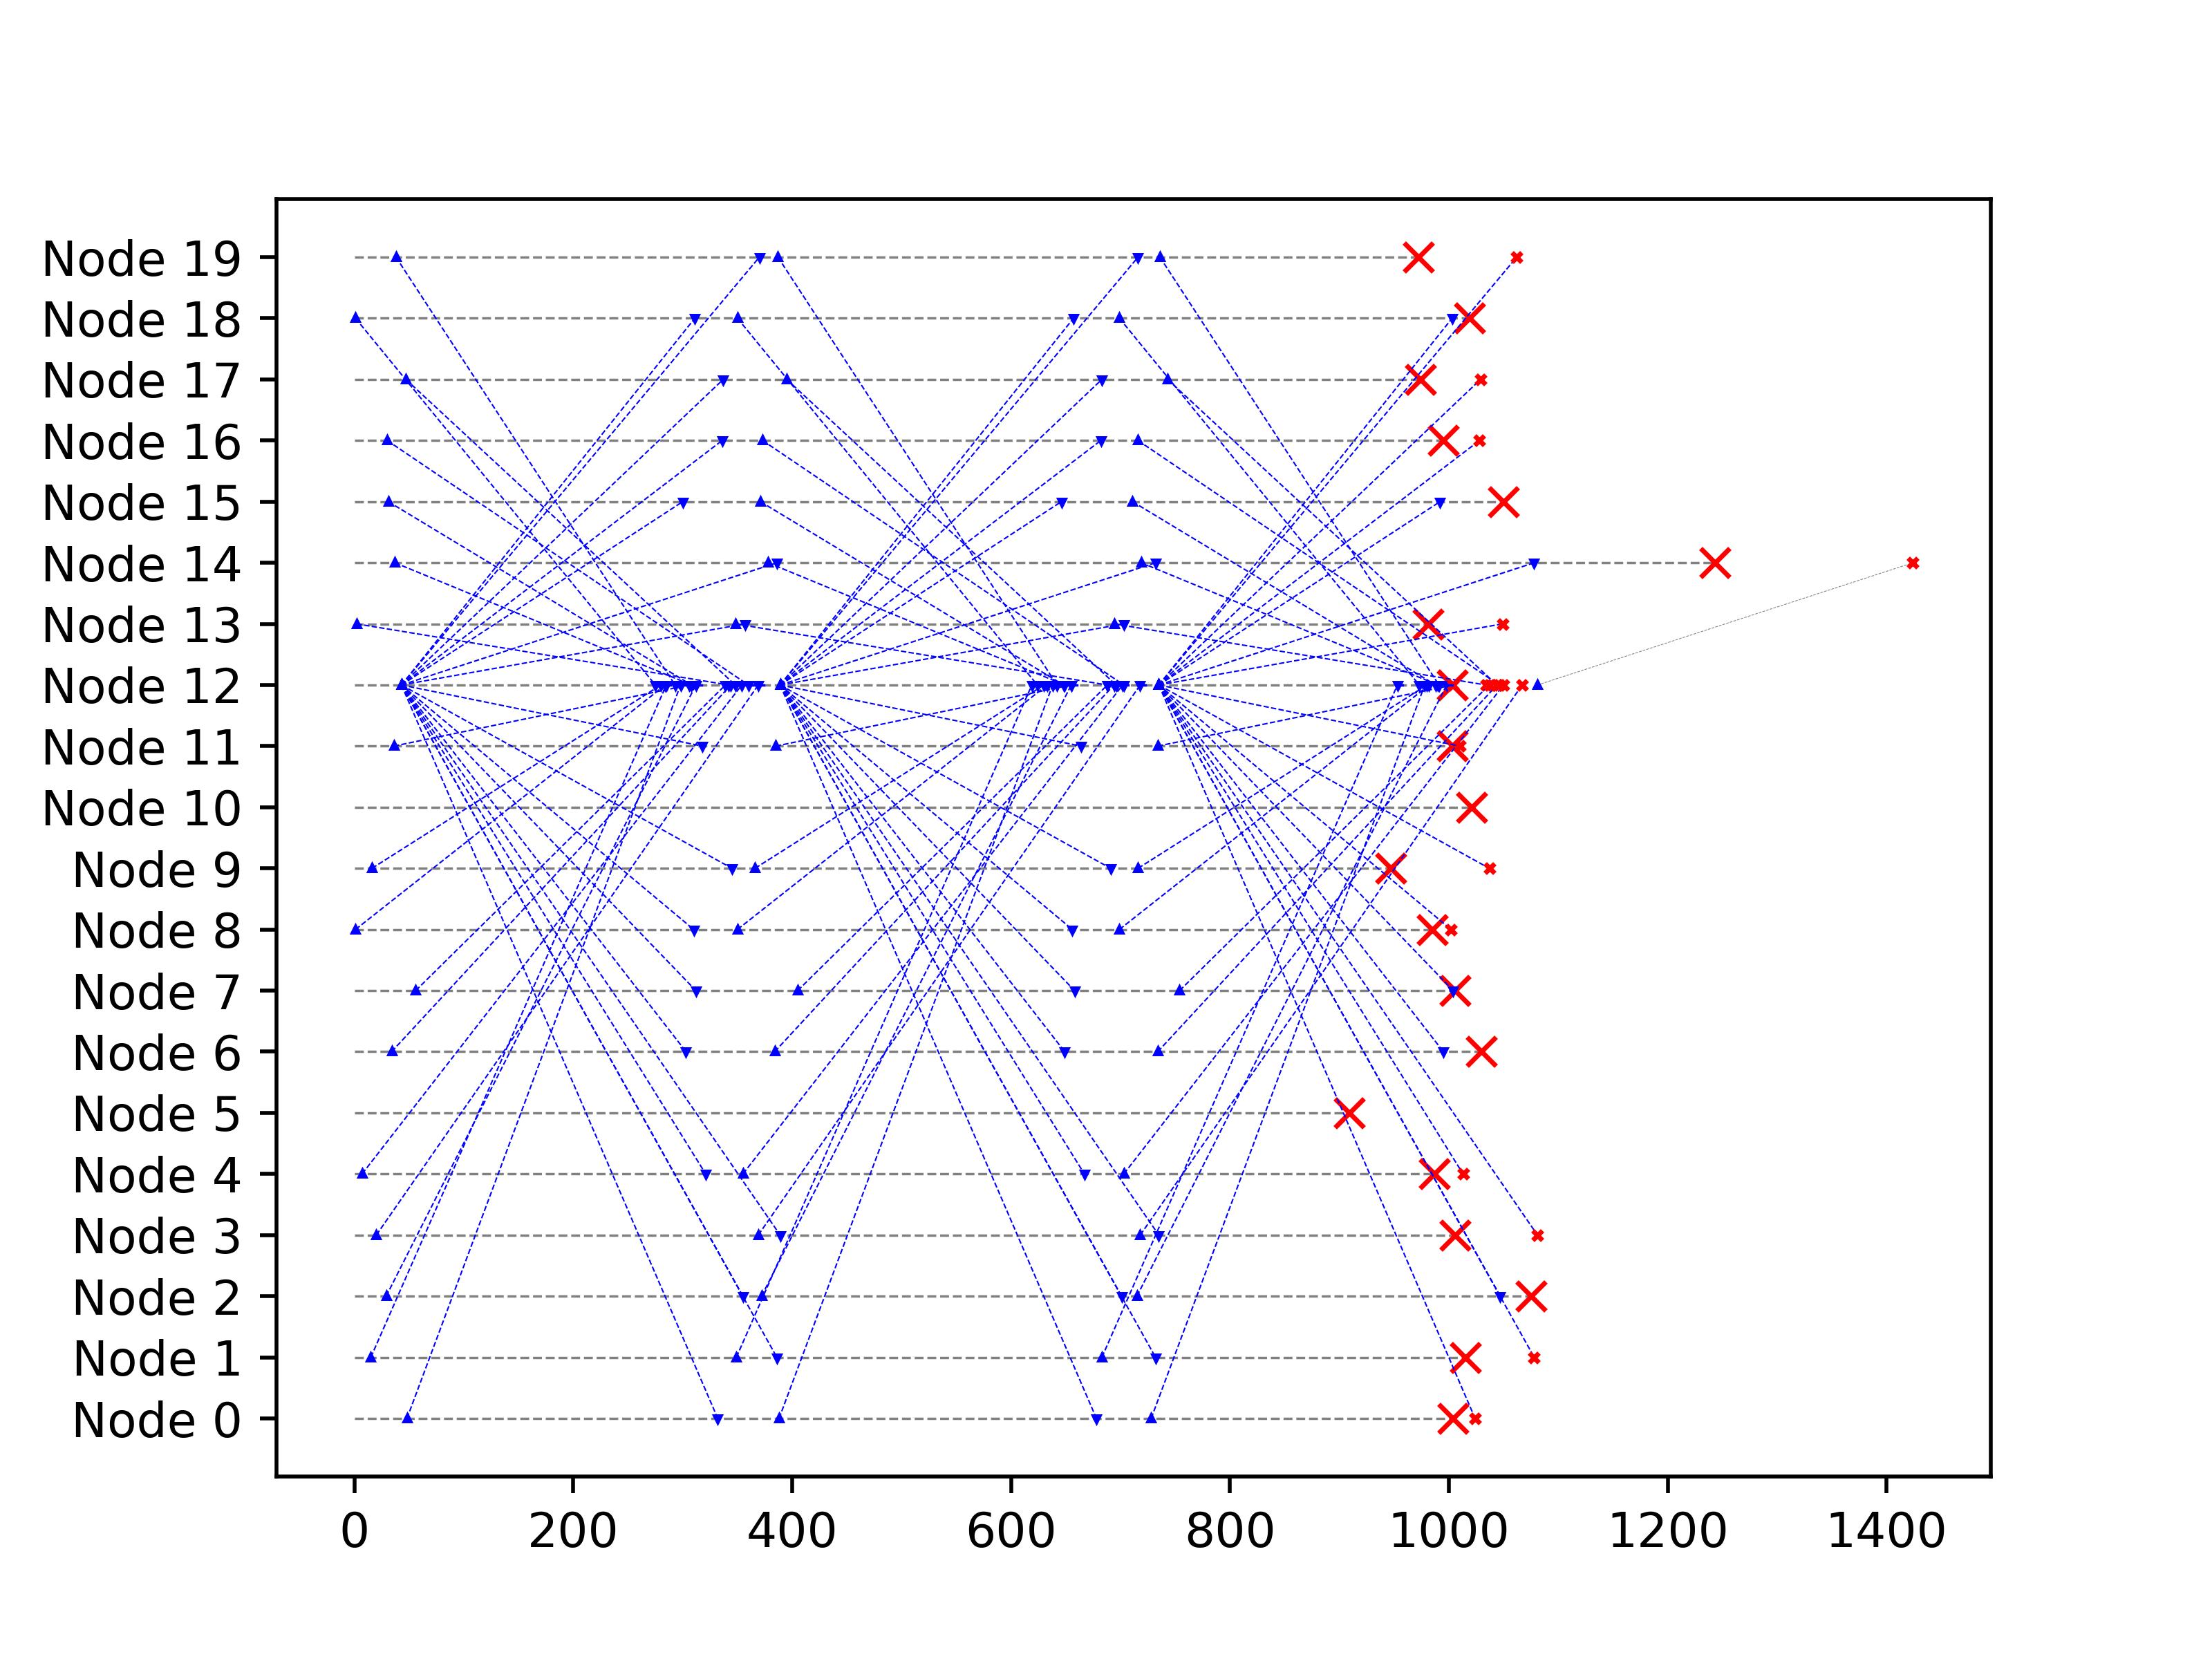 Node 19
Node 18
Node 17
Node 16
Node 15
Node 14
Node 13
Node 12
Node 11
Node 10
Node 9
Node 8
Node 7
Node 6
Node 5
Node 4
Node 3
Node 2
Node 1
Node 0
0 200 400 600 800 1000 1200 1400